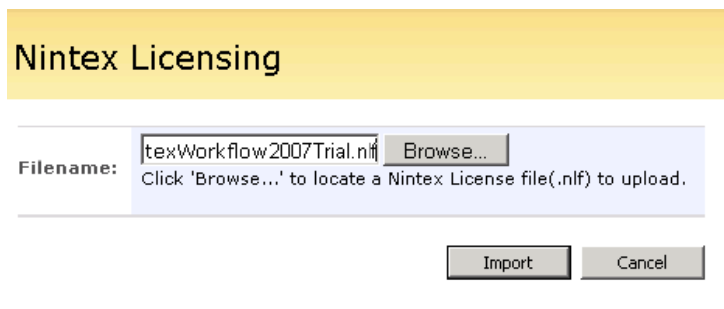 Nintex Licensing
Filename: texWorkflow2007Trial.nlf Browse...
Click 'Browse...' to locate a Nintex License file(.nlf) to upload.
Import Cancel